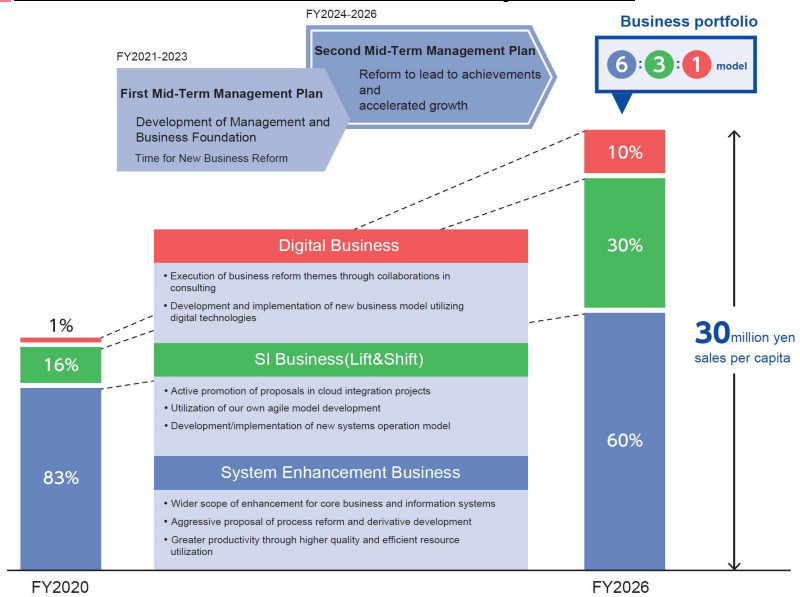 FY2024-2026
Business portfolio
Second Mid-Term Management Plan
Reform to lead to achievements
and
accelerated growth
6:3:1 model
FY2021-2023
First Mid-Term Management Plan
Development of Management and
Business Foundation
Time for New Business Reform
10%
30%
60%
Digital Business
• Execution of business reform themes through collaborations in
consulting
• Development and implementation of new business model utilizing
digital technologies
SI Business(Lift&Shift)
• Active promotion of proposals in cloud integration projects
• Utilization of our own agile model development
• Development/implementation of new systems operation model
System Enhancement Business
• Wider scope of enhancement for core business and information systems
• Aggressive proposal of process reform and derivative development
• Greater productivity through higher quality and efficient resource
utilization
1%
16%
83%
30 million yen
sales per capita
FY2020
FY2026